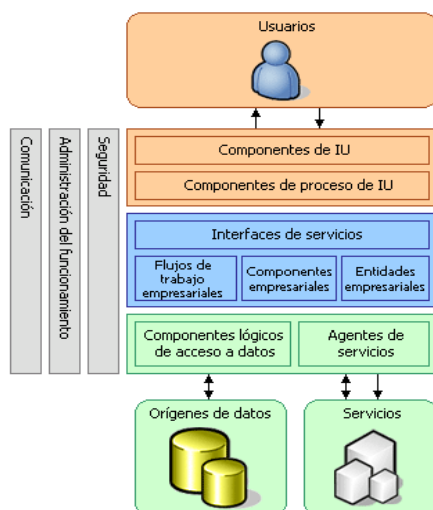 Usuarios
Comunicación
Administración del funcionamiento
Seguridad
Componentes de IU
Componentes de proceso de IU
Interfaces de servicios
Flujos de
trabajo
empresariales
Componentes
empresariales
Entidades
empresariales
Componentes lógicos
de acceso a datos
Agentes de
servicios
Orígenes de datos
Servicios